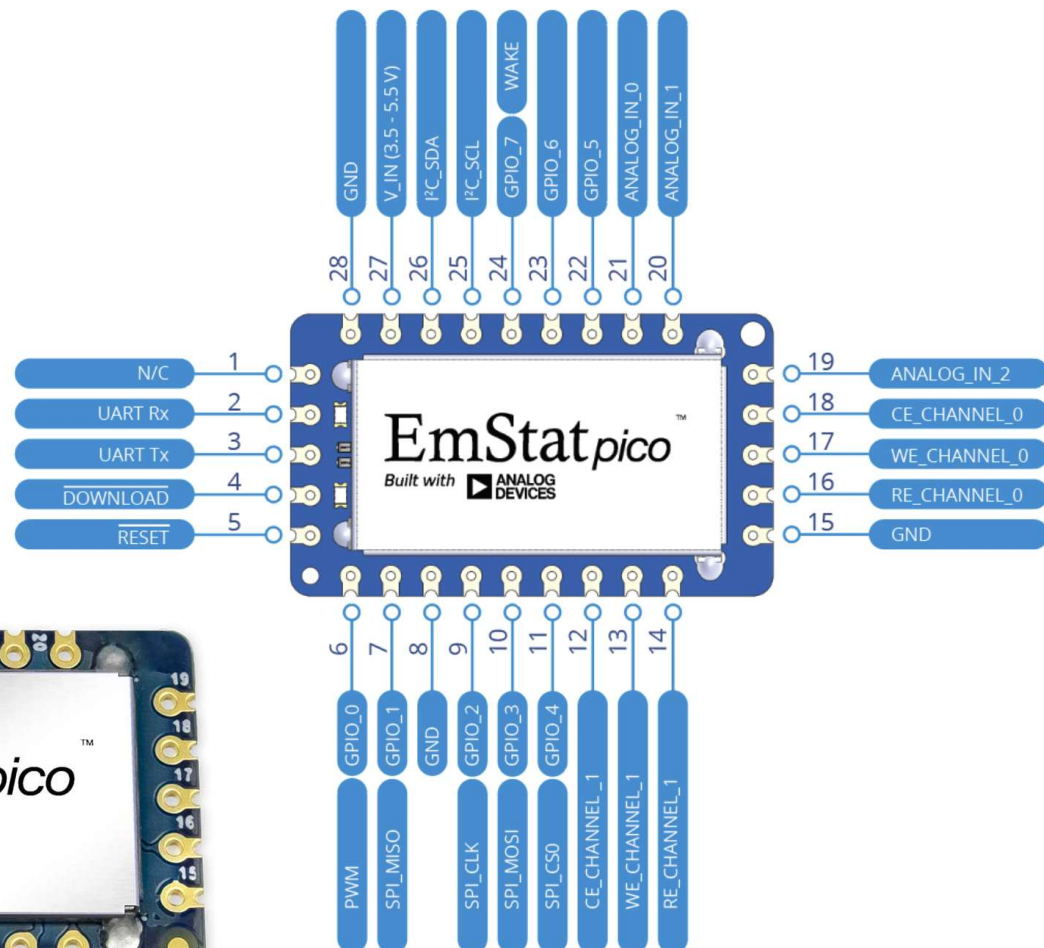 GND
V_IN (3.5 - 5.5 V)
I²C_SDA
I²C_SCL
WAKE
GPIO_7
GPIO_6
GPIO_5
ANALOG_IN_0
ANALOG_IN_1
28
27
26
25
24
23
22
21
20
N/C 1
UART Rx 2
UART Tx 3
DOWNLOAD 4
RESET 5
EmStat pico ™
Built with ANALOG DEVICES
19 ANALOG_IN_2
18 CE_CHANNEL_0
17 WE_CHANNEL_0
16 RE_CHANNEL_0
15 GND
6
7
8
9
10
11
12
13
14
GPIO_0
GPIO_1
GND
GPIO_2
GPIO_3
GPIO_4
PWM
SPI_MISO
SPI_CLK
SPI_MOSI
SPI_CS0
CE_CHANNEL _1
WE_CHANNEL_1
RE_CHANNEL_1
20
19
18
17
16
15
™
pico